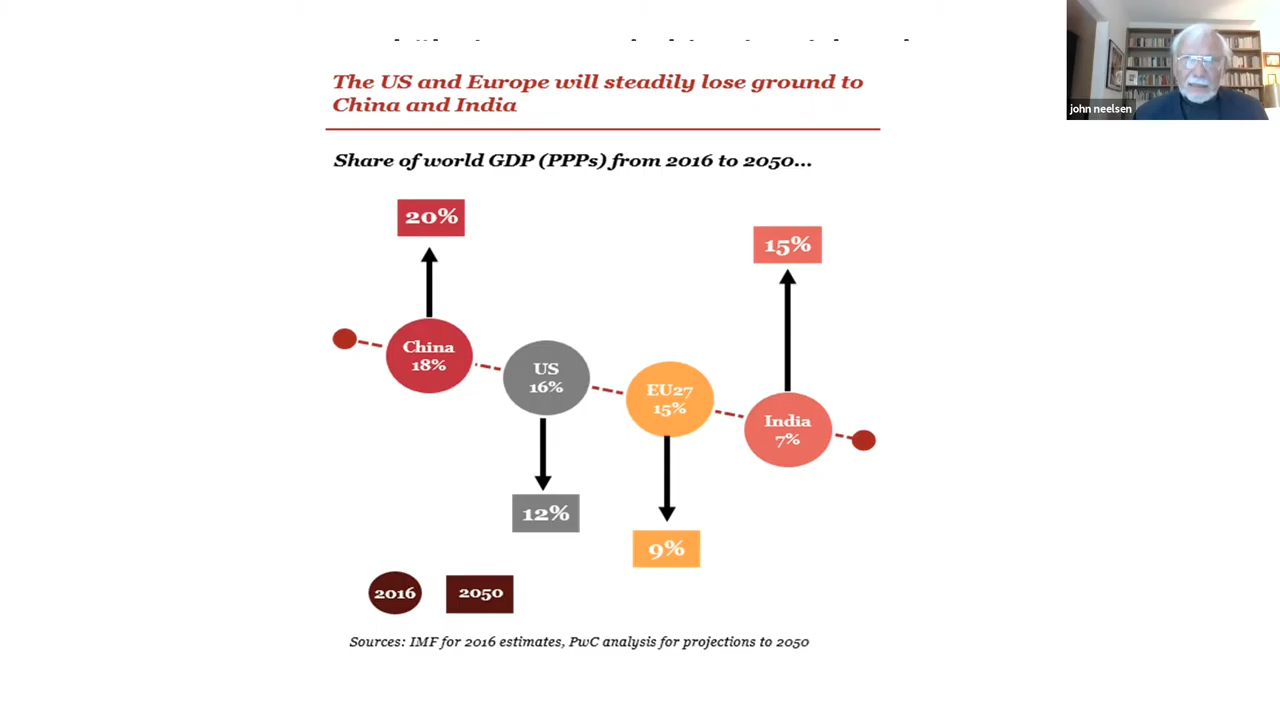 The US and Europe will steadily lose ground to
China and India
Share of world GDP (PPPs) from 2016 to 2050...
20%
15%
China
18%
US
16%
EU27
15%
India
7%
12%
9%
2016
2050
Sources: IMF for 2016 estimates, PwC analysis for projections to 2050
john neelsen